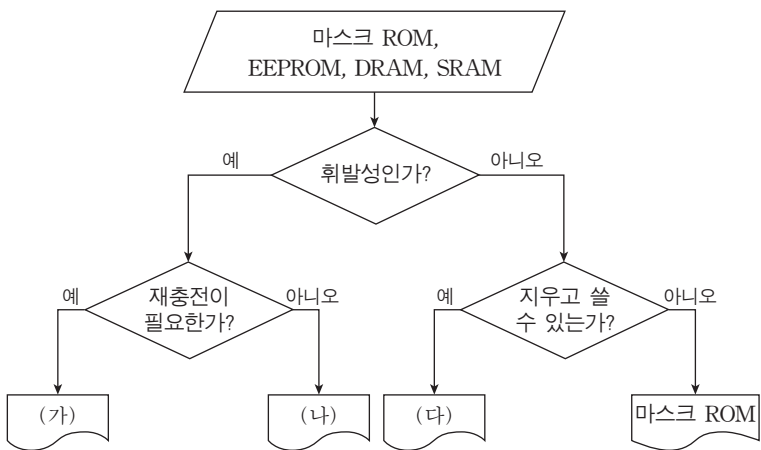 마스크 ROM,
EEPROM, DRAM, SRAM
휘발성인가?
예
아니오
재충전이
필요한가?
예
아니오
지우고 쓸
수 있는가?
예
아니오
(가)
(나)
(다)
마스크 ROM